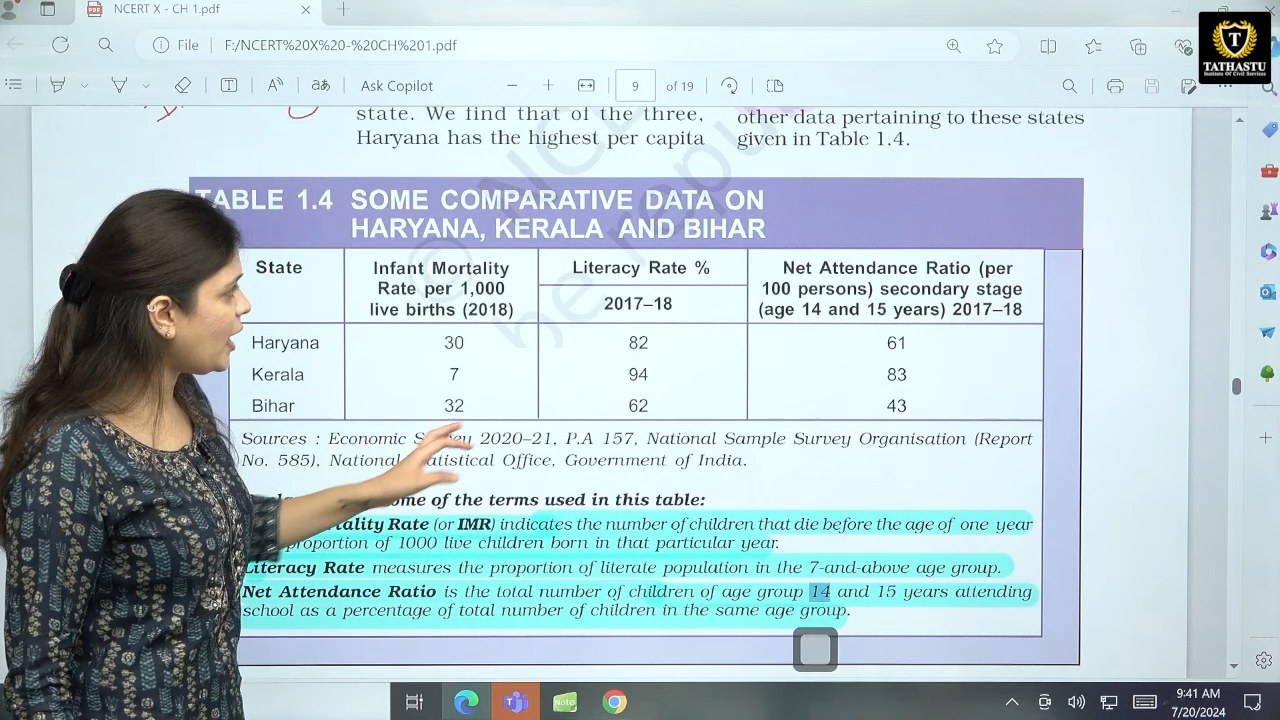 NCERT X - CH 1.pdf
File F:/NCERT%20X%20-%20CH%201.pdf
Ask Copilot 9 of 19
T
TATHASTU
Institute Of Civil Services
state. We find that of the three,
Haryana has the highest per capita
other data pertaining to these states
given in Table 1.4.
TABLE 1.4 SOME COMPARATIVE DATA ON
HARYANA, KERALA AND BIHAR
State
Infant Mortality
Rate per 1,000
live births (2018)
Literacy Rate %
2017–18
Net Attendance Ratio (per
100 persons) secondary stage
(age 14 and 15 years) 2017–18
Haryana 30 82 61
Kerala 7 94 83
Bihar 32 62 43
Sources : Economic 2020–21, P.A 157, National Sample Survey Organisation (Report
No. 585), National Office, Government of India.
some of the terms used in this table:
Rate (or IMR) indicates the number of children that die before the age of one year
proportion of 1000 live children born in that particular year.
Literacy Rate measures the proportion of literate population in the 7-and-above age group.
Net Attendance Ratio is the total number of children of age group 14 and 15 years attending
school as a percentage of total number of children in the same age group.
Note
9:41 AM
7/20/2024